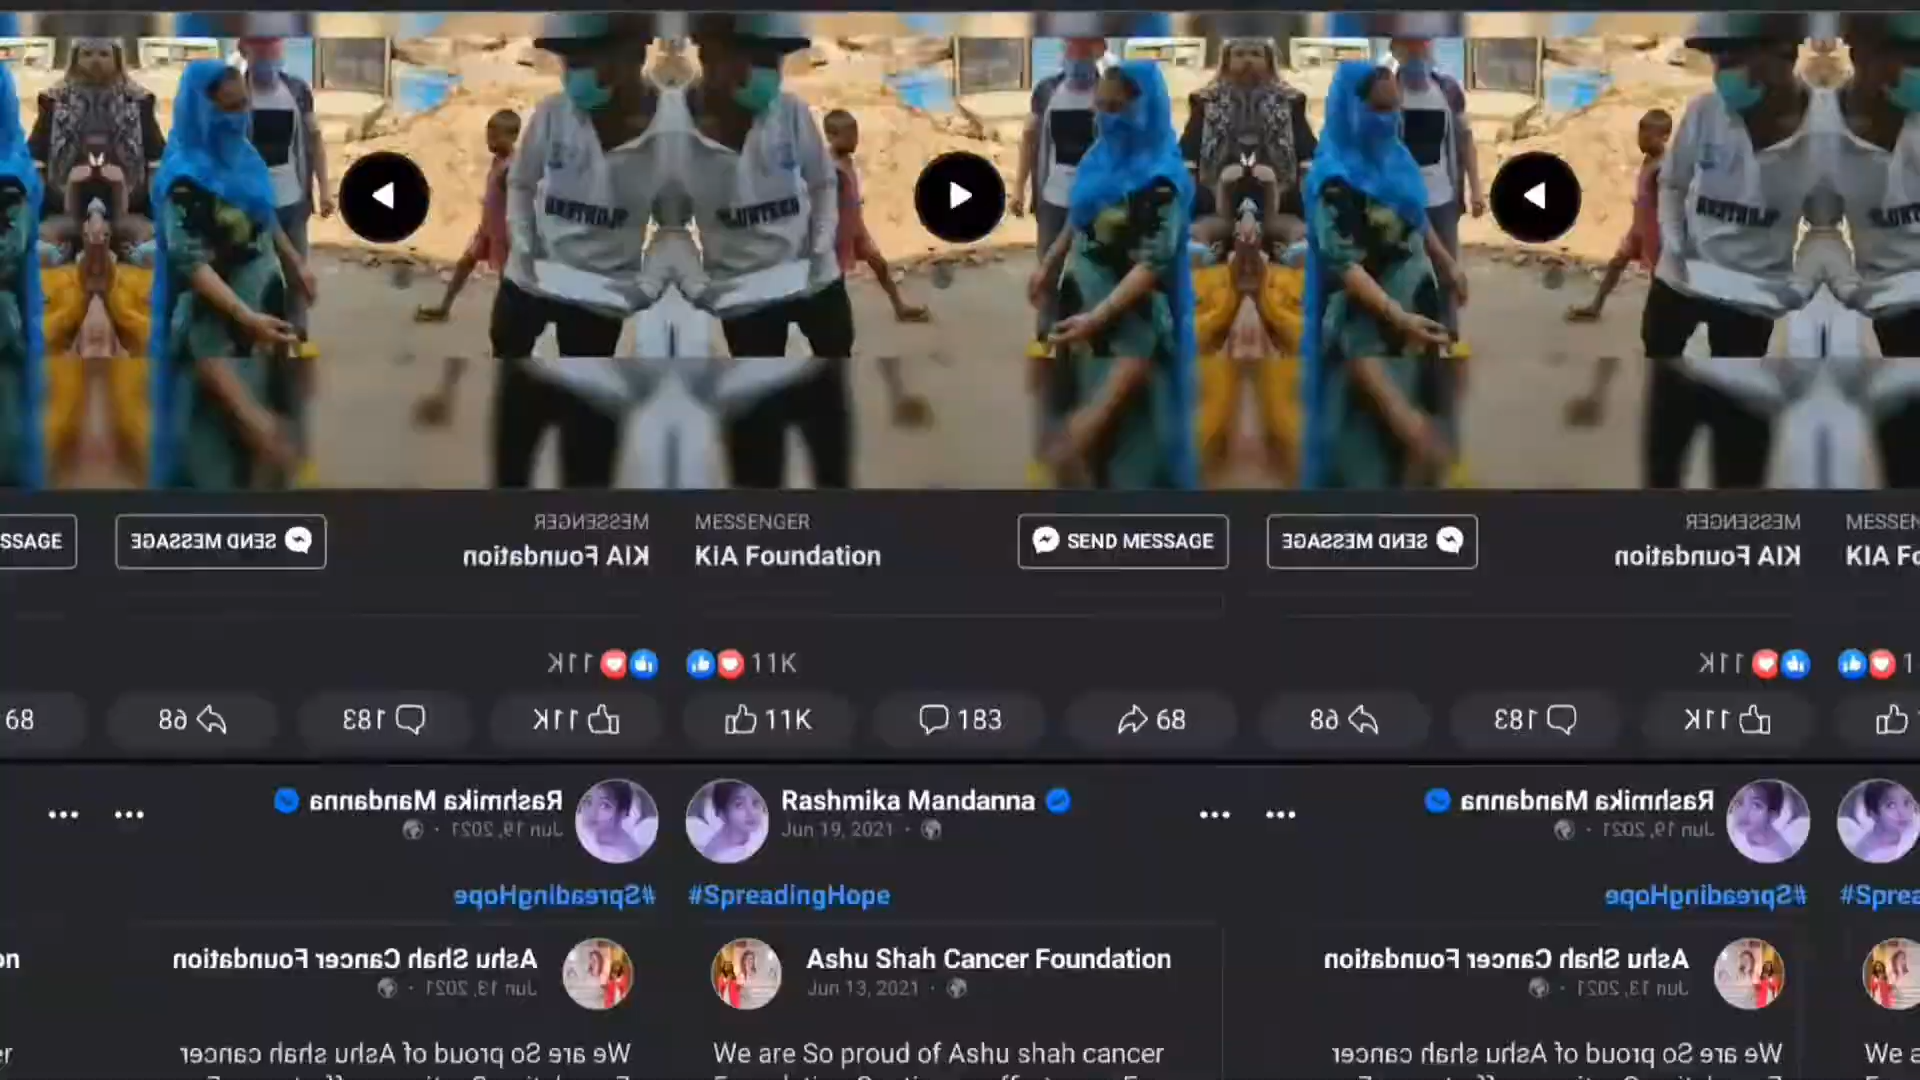 MESSENGER
KIA Foundation
SEND MESSAGE
11K
11K
183
68
Rashmika Mandanna
Jun 19, 2021
#SpreadingHope
Ashu Shah Cancer Foundation
Jun 13, 2021
We are So proud of Ashu shah cancer